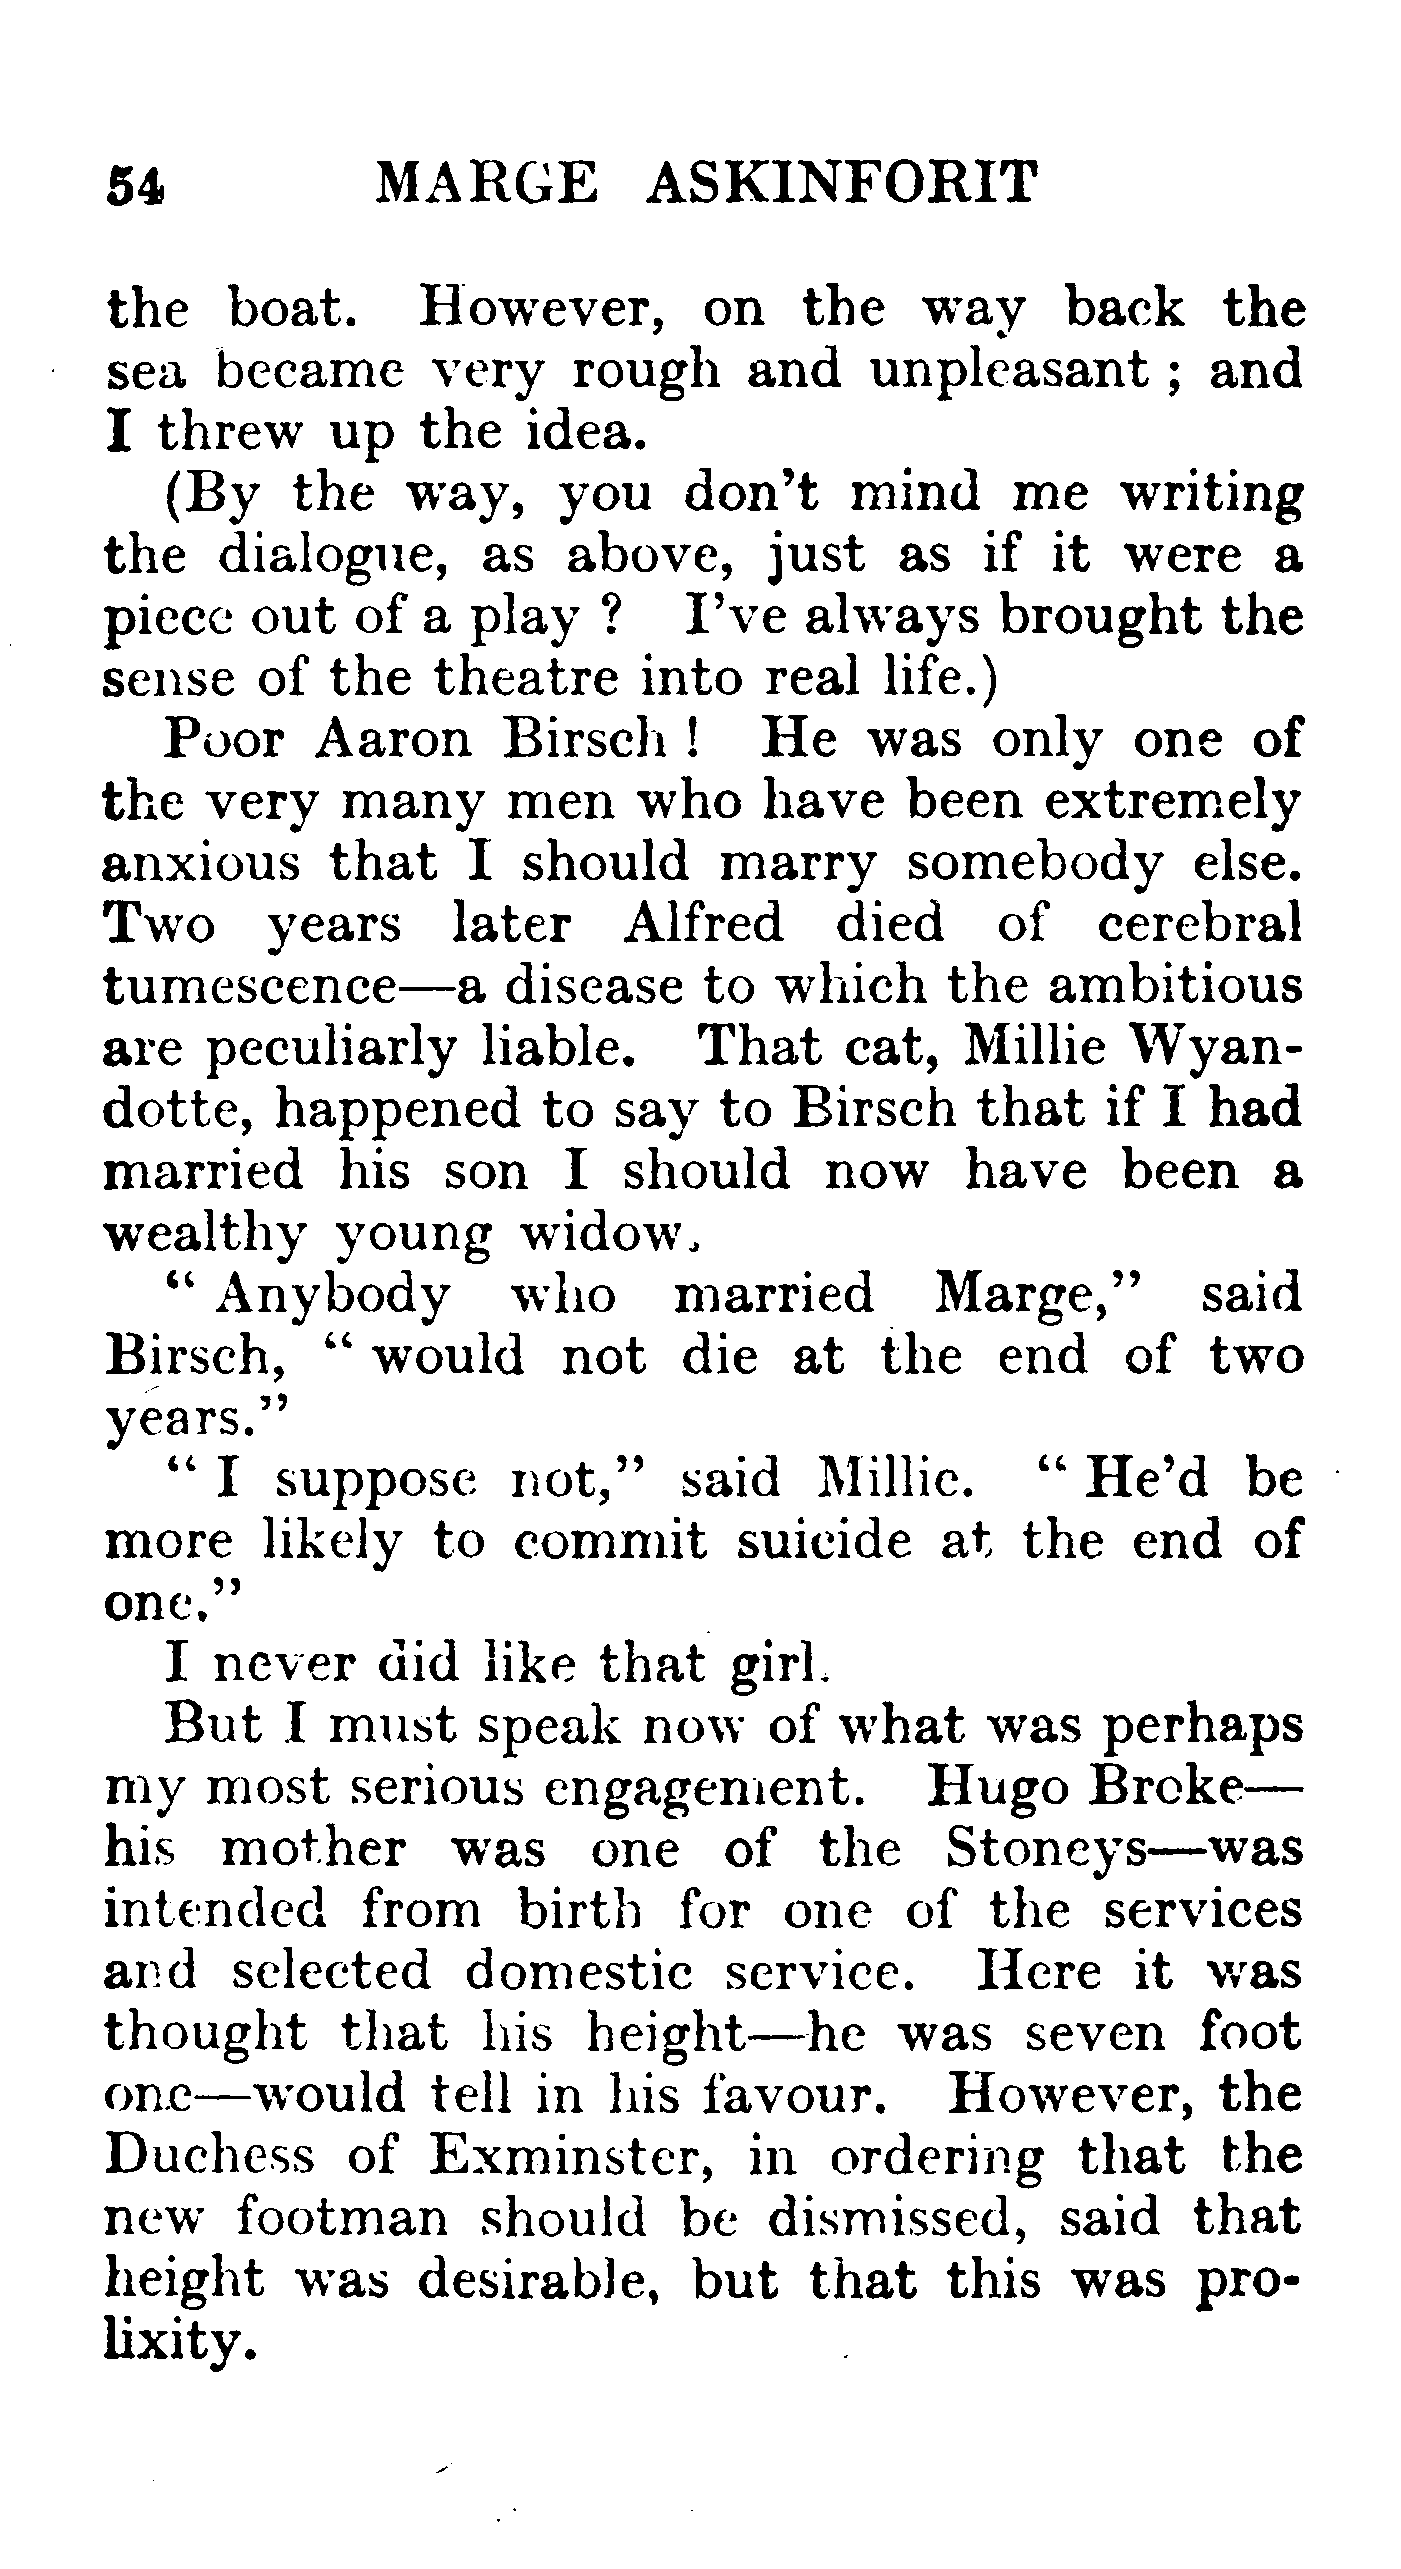 54 MARGE ASKINFORIT
the boat. However, on the way back the
sea became very rough and unpleasant ; and
I threw up the idea.
(By the way, you don't mind me writing
the dialogue, as above, just as if it were a
piece out of a play ? I've always brought the
sense of the theatre into real life.)
Poor Aaron Birsch ! He was only one of
the very many men who have been extremely
anxious that I should marry somebody else.
Two years later Alfred died of cerebral
tumescence—a disease to which the ambitious
are peculiarly liable. That cat, Millie Wyan-
dotte, happened to say to Birsch that if I had
married his son I should now have been a
wealthy young widow.
“ Anybody who married Marge,” said
Birsch, “ would not die at the end of two
years.”
“ I suppose not,” said Millie. “ He'd be
more likely to commit suicide at the end of
one.”
I never did like that girl.
But I must speak now of what was perhaps
my most serious engagement. Hugo Broke—
his mother was one of the Stoneys—was
intended from birth for one of the services
and selected domestic service. Here it was
thought that his height—he was seven foot
one—would tell in his favour. However, the
Duchess of Exminster, in ordering that the
new footman should be dismissed, said that
height was desirable, but that this was pro-
lixity.